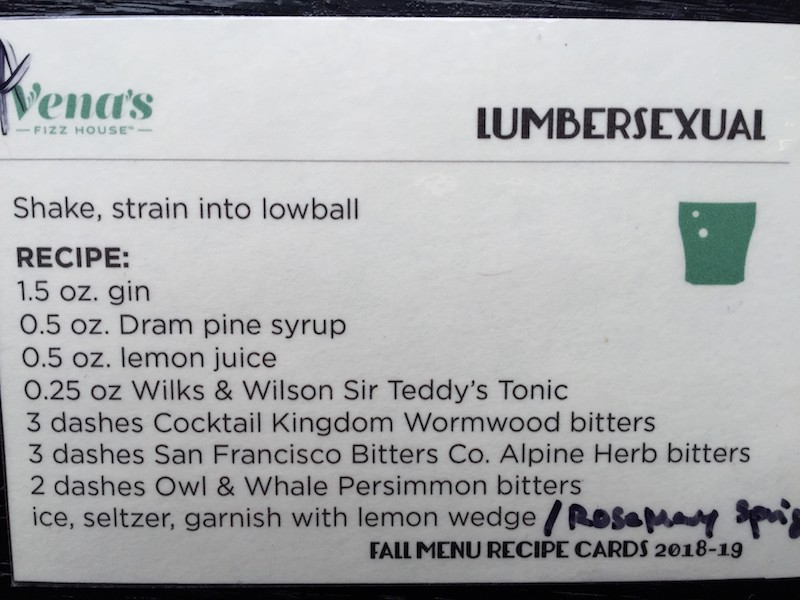 Vena's
FIZZ HOUSE™
LUMBERSEXUAL
Shake, strain into lowball
RECIPE:
1.5 oz. gin
0.5 oz. Dram pine syrup
0.5 oz. lemon juice
0.25 oz Wilks & Wilson Sir Teddy's Tonic
3 dashes Cocktail Kingdom Wormwood bitters
3 dashes San Francisco Bitters Co. Alpine Herb bitters
2 dashes Owl & Whale Persimmon bitters
ice, seltzer, garnish with lemon wedge / Rosemary Sprig
FALL MENU RECIPE CARDS 2018-19